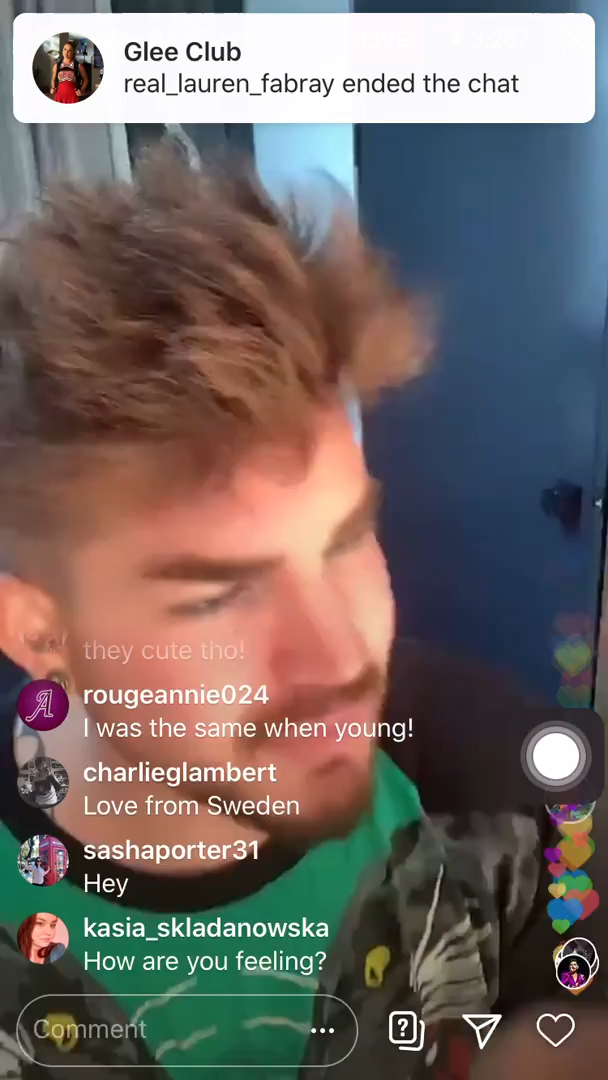 Glee Club
real_lauren_fabray ended the chat
they cute tho!
rougeannie024
I was the same when young!
charlieglambert
Love from Sweden
sashaporter31
Hey
kasia_skladanowska
How are you feeling?
Comment